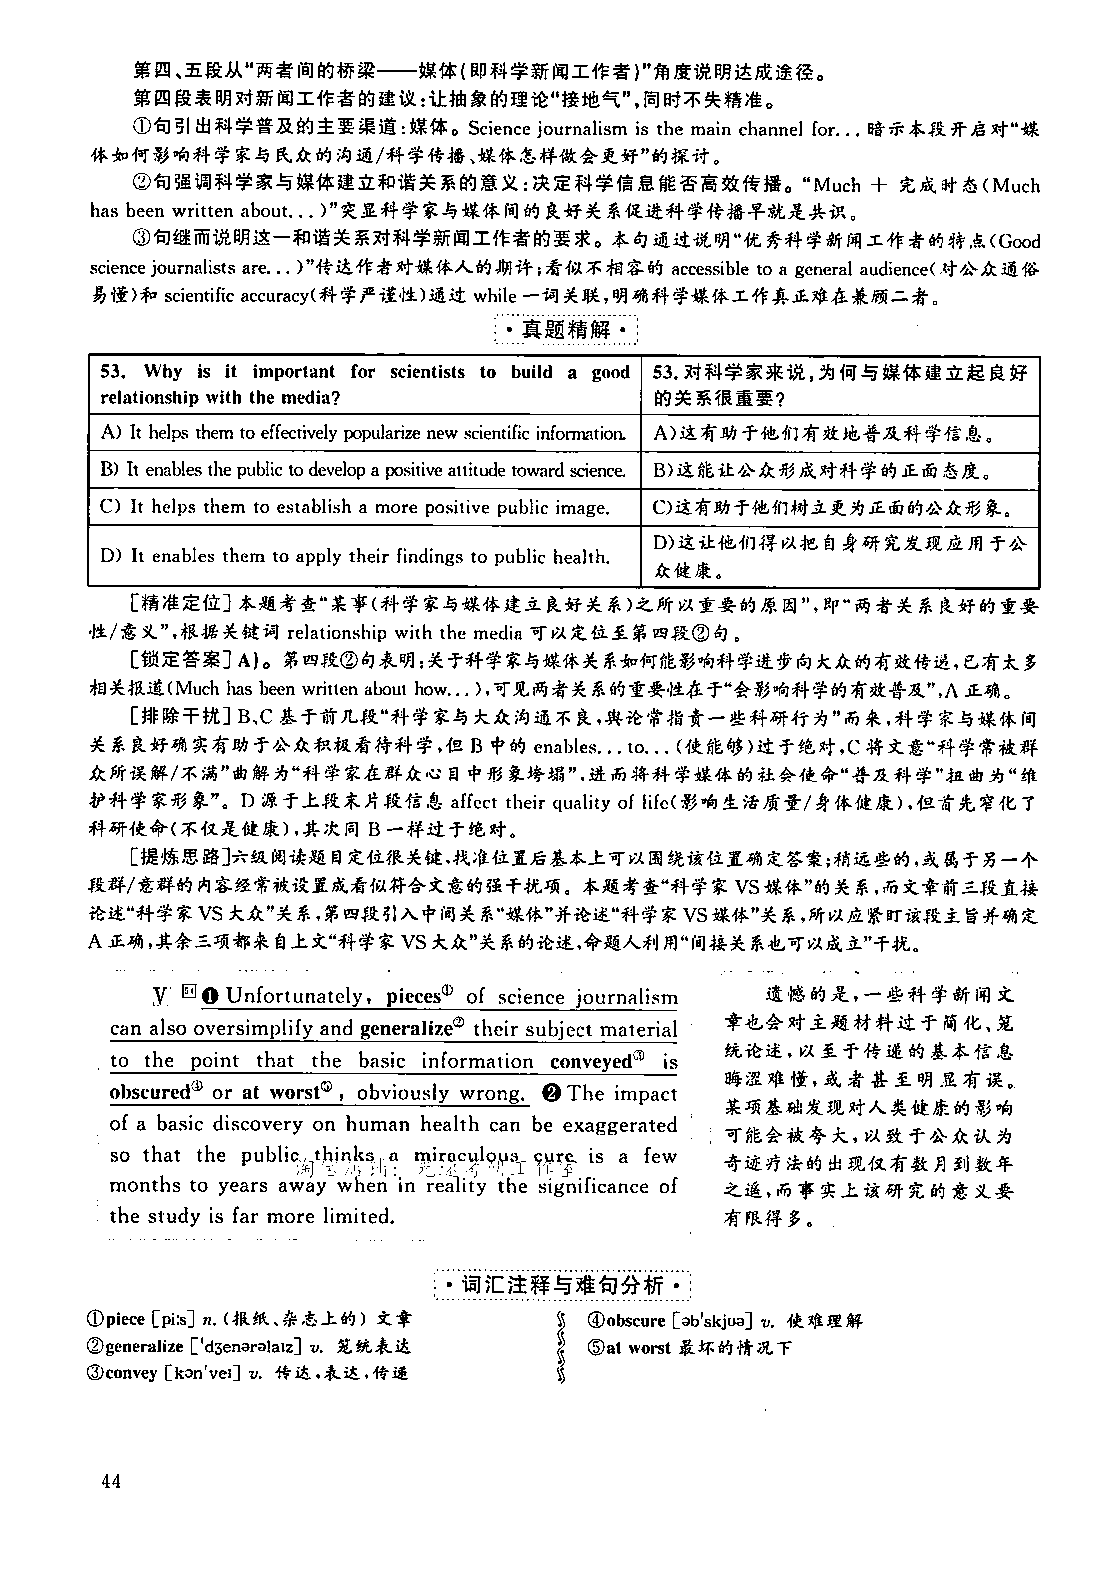 第四、五段从“两者间的桥梁——媒体(即科学新闻工作者)”角度说明达成途径。
第四段表明对新闻工作者的建议:让抽象的理论“接地气”,同时不失精准。
①句引出科学普及的主要渠道:媒体。Science journalism is the main channel for... 暗示本段开启对“媒
体如何影响科学家与民众的沟通/科学传播、媒体怎样做会更好”的探讨。
②句强调科学家与媒体建立和谐关系的意义:决定科学信息能否高效传播。“Much + 完成时态(Much
has been written about...)”突显科学家与媒体间的良好关系促进科学传播早就是共识。
③句继而说明这一和谐关系对科学新闻工作者的要求。本句通过说明“优秀科学新闻工作者的特点(Good
science journalists are...)”传达作者对媒体人的期许;看似不相容的 accessible to a general audience(对公众通俗
易懂)和 scientific accuracy(科学严谨性)通过 while 一词关联,明确科学媒体工作真正难在兼顾二者。
·真题精解·
53. Why is it important for scientists to build a good
relationship with the media?
53.对科学家来说,为何与媒体建立起良好
的关系很重要?
A) It helps them to effectively popularize new scientific information.
A)这有助于他们有效地普及科学信息。
B) It enables the public to develop a positive attitude toward science.
B)这能让公众形成对科学的正面态度。
C) It helps them to establish a more positive public image.
C)这有助于他们树立更为正面的公众形象。
D) It enables them to apply their findings to public health.
D)这让他们得以把自身研究发现应用于公
众健康。
[精准定位]本题考查“某事(科学家与媒体建立良好关系)之所以重要的原因”,即“两者关系良好的重要
性/意义”,根据关键词 relationship with the media 可以定位至第四段②句。
[锁定答案]A)。第四段②句表明:关于科学家与媒体关系如何能影响科学进步向大众的有效传递,已有太多
相关报道(Much has been written about how...),可见两者关系的重要性在于“会影响科学的有效普及”,A 正确。
[排除干扰]B、C 基于前几段“科学家与大众沟通不良,舆论常指责一些科研行为”而来,科学家与媒体间
关系良好确实有助于公众积极看待科学,但 B 中的 enables...to...(使能够)过于绝对,C 将文意“科学常被群
众所误解/不满”曲解为“科学家在群众心目中形象垮塌”,进而将科学媒体的社会使命“普及科学”扭曲为“维
护科学家形象”。D 源于上段末片段信息 affect their quality of life(影响生活质量/身体健康),但首先窄化了
科研使命(不仅是健康),其次同 B 一样过于绝对。
[提炼思路]六级阅读题目定位很关键,找准位置后基本上可以围绕该位置确定答案;稍远些的,或属于另一个
段群/意群的内容经常被设置成看似符合文意的强干扰项。本题考查“科学家 VS 媒体”的关系,而文章前三段直接
论述“科学家 VS 大众”关系,第四段引入中间关系“媒体”并论述“科学家 VS 媒体”关系,所以应紧盯该段主旨并确定
A 正确,其余三项都来自上文“科学家 VS 大众”关系的论述,命题人利用“间接关系也可以成立”干扰。
V 54 ❶ Unfortunately, pieces① of science journalism
can also oversimplify and generalize② their subject material
to the point that the basic information conveyed③ is
obscured④ or at worst⑤, obviously wrong. ❷ The impact
of a basic discovery on human health can be exaggerated
so that the public thinks a miraculous cure is a few
months to years away when in reality the significance of
the study is far more limited.
遗憾的是,一些科学新闻文
章也会对主题材料过于简化、笼
统论述,以至于传递的基本信息
晦涩难懂,或者甚至明显有误。
某项基础发现对人类健康的影响
可能会被夸大,以致于公众认为
奇迹疗法的出现仅有数月到数年
之遥,而事实上该研究的意义要
有限得多。
·词汇注释与难句分析·
①piece [piːs] n. (报纸、杂志上的) 文章
②generalize ['dʒenərəlaɪz] v. 笼统表达
③convey [kən'veɪ] v. 传达,表达,传递
④obscure [əb'skjʊə] v. 使难理解
⑤at worst 最坏的情况下
44